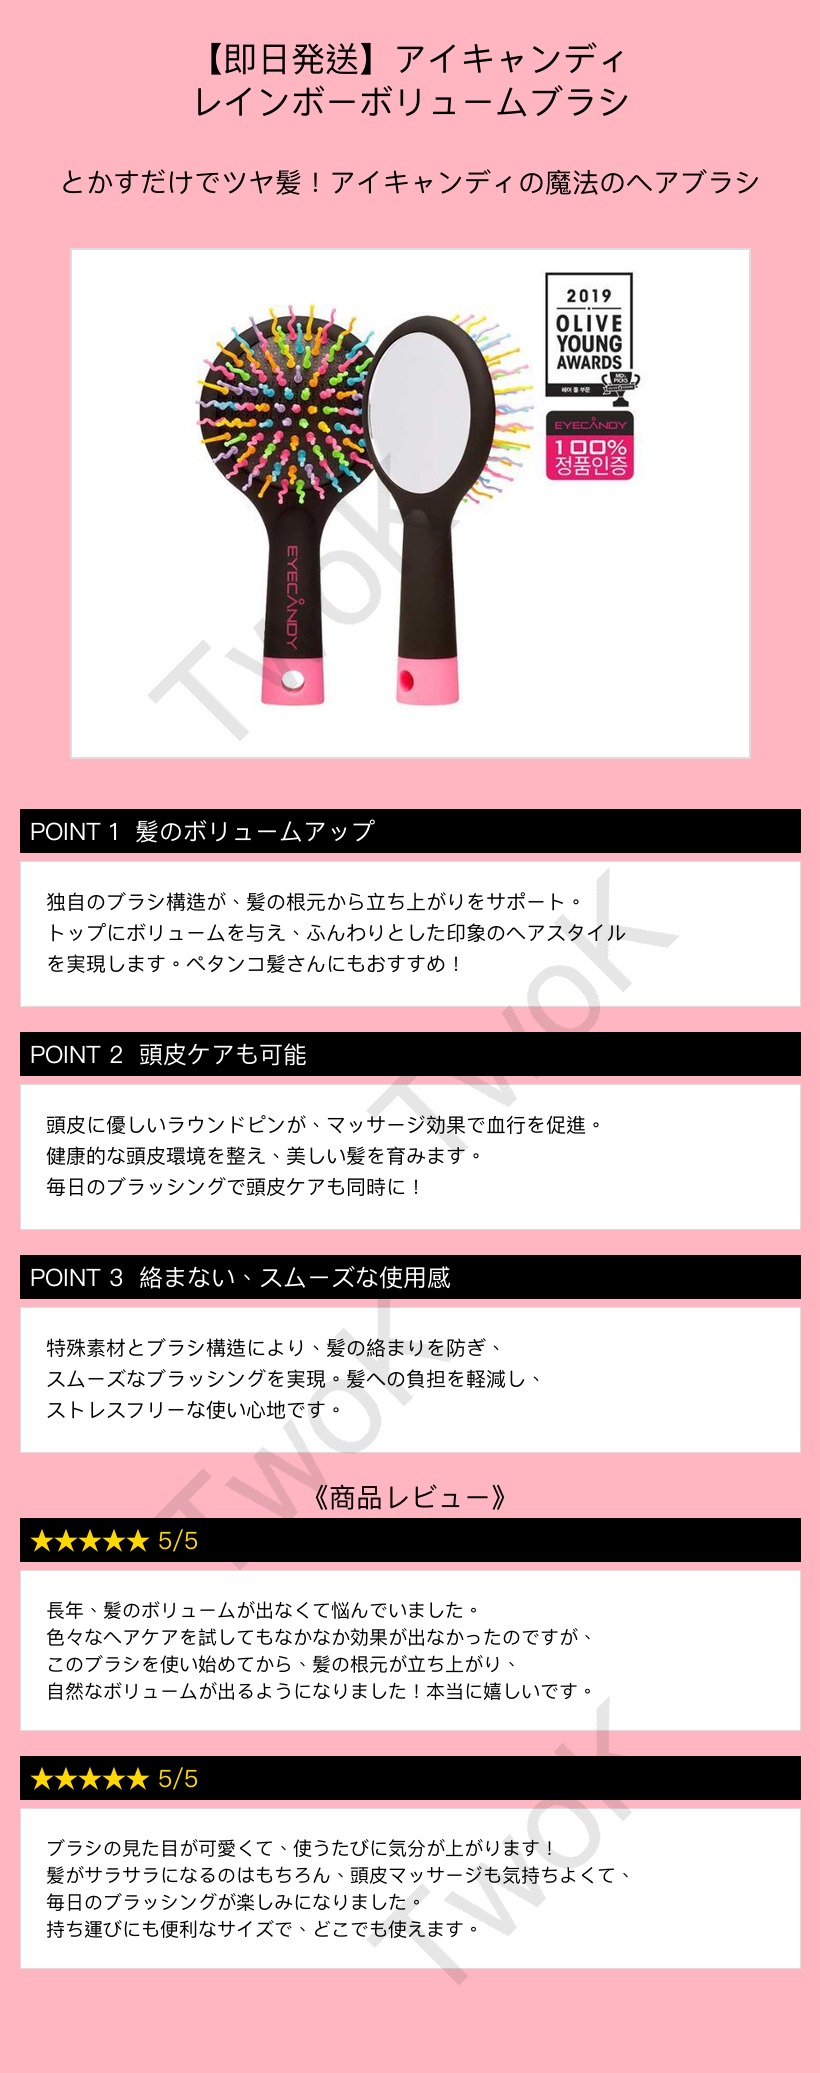 【即日発送】アイキャンディ
レインボーボリュームブラシ
とかすだけでツヤ髪！アイキャンディの魔法のヘアブラシ
2019
OLIVE
YOUNG
AWARDS
MD's
PICKS
헤어 툴 부문
EYECANDY
100%
정품인증
EYECANDY
TwoK
POINT 1 髪のボリュームアップ
独自のブラシ構造が、髪の根元から立ち上がりをサポート。
トップにボリュームを与え、ふんわりとした印象のヘアスタイル
を実現します。ペタンコ髪さんにもおすすめ！
TwoK
POINT 2 頭皮ケアも可能
頭皮に優しいラウンドピンが、マッサージ効果で血行を促進。
健康的な頭皮環境を整え、美しい髪を育みます。
毎日のブラッシングで頭皮ケアも同時に！
POINT 3 絡まない、スムーズな使用感
特殊素材とブラシ構造により、髪の絡まりを防ぎ、
スムーズなブラッシングを実現。髪への負担を軽減し、
ストレスフリーな使い心地です。
TwoK
《商品レビュー》
★★★★★ 5/5
長年、髪のボリュームが出なくて悩んでいました。
色々なヘアケアを試してもなかなか効果が出なかったのですが、
このブラシを使い始めてから、髪の根元が立ち上がり、
自然なボリュームが出るようになりました！本当に嬉しいです。
★★★★★ 5/5
ブラシの見た目が可愛くて、使うたびに気分が上がります！
髪がサラサラになるのはもちろん、頭皮マッサージも気持ちよくて、
毎日のブラッシングが楽しみになりました。
持ち運びにも便利なサイズで、どこでも使えます。
TwoK